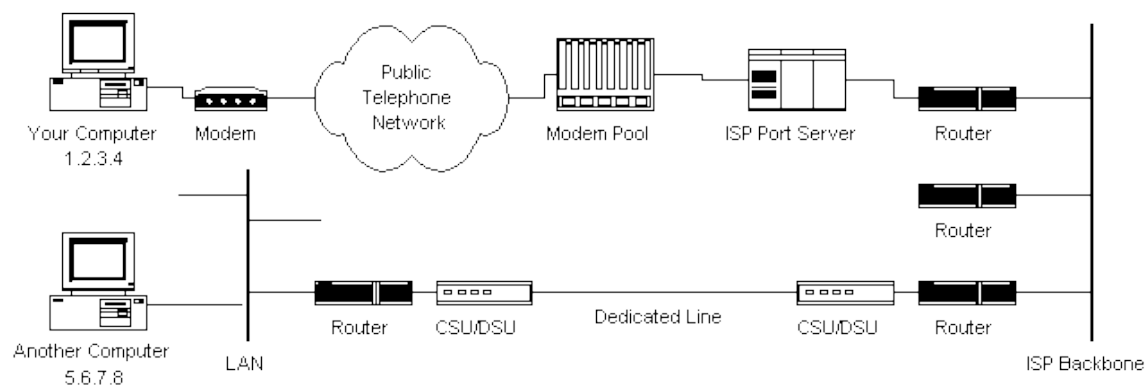 Public
Telephone
Network
Your Computer
1.2.3.4
Modem
Modem Pool
ISP Port Server
Router
Router
Another Computer
5.6.7.8
LAN
Router
CSU/DSU
Dedicated Line
CSU/DSU
Router
ISP Backbone